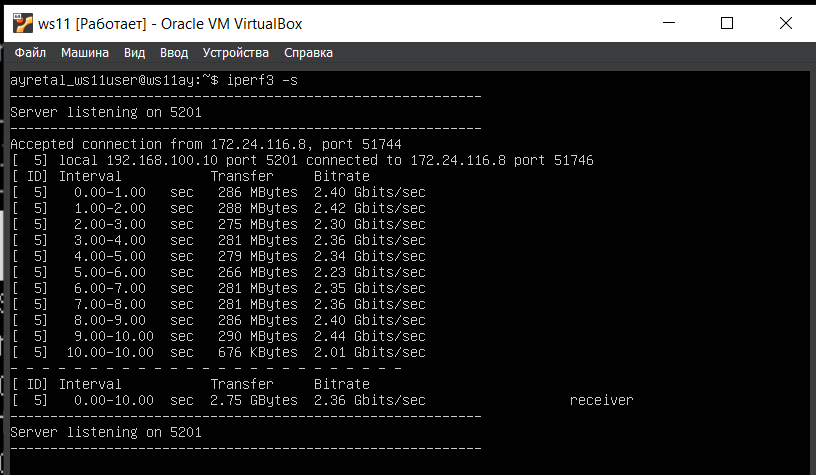 ws11 [Работает] - Oracle VM VirtualBox
Файл Машина Вид Ввод Устройства Справка
ayretal_ws11user@ws11ay:~$ iperf3 -s
-----------------------------------------------------------
Server listening on 5201
-----------------------------------------------------------
Accepted connection from 172.24.116.8, port 51744
[  5] local 192.168.100.10 port 5201 connected to 172.24.116.8 port 51746
[ ID] Interval           Transfer     Bitrate
[  5]   0.00-1.00   sec   286 MBytes  2.40 Gbits/sec
[  5]   1.00-2.00   sec   288 MBytes  2.42 Gbits/sec
[  5]   2.00-3.00   sec   275 MBytes  2.30 Gbits/sec
[  5]   3.00-4.00   sec   281 MBytes  2.36 Gbits/sec
[  5]   4.00-5.00   sec   279 MBytes  2.34 Gbits/sec
[  5]   5.00-6.00   sec   266 MBytes  2.23 Gbits/sec
[  5]   6.00-7.00   sec   281 MBytes  2.35 Gbits/sec
[  5]   7.00-8.00   sec   281 MBytes  2.36 Gbits/sec
[  5]   8.00-9.00   sec   286 MBytes  2.40 Gbits/sec
[  5]   9.00-10.00  sec   290 MBytes  2.44 Gbits/sec
[  5]  10.00-10.00  sec   676 KBytes  2.01 Gbits/sec
- - - - - - - - - - - - - - - - - - - - - - - - -
[ ID] Interval           Transfer     Bitrate
[  5]   0.00-10.00  sec  2.75 GBytes  2.36 Gbits/sec                  receiver
-----------------------------------------------------------
Server listening on 5201
-----------------------------------------------------------